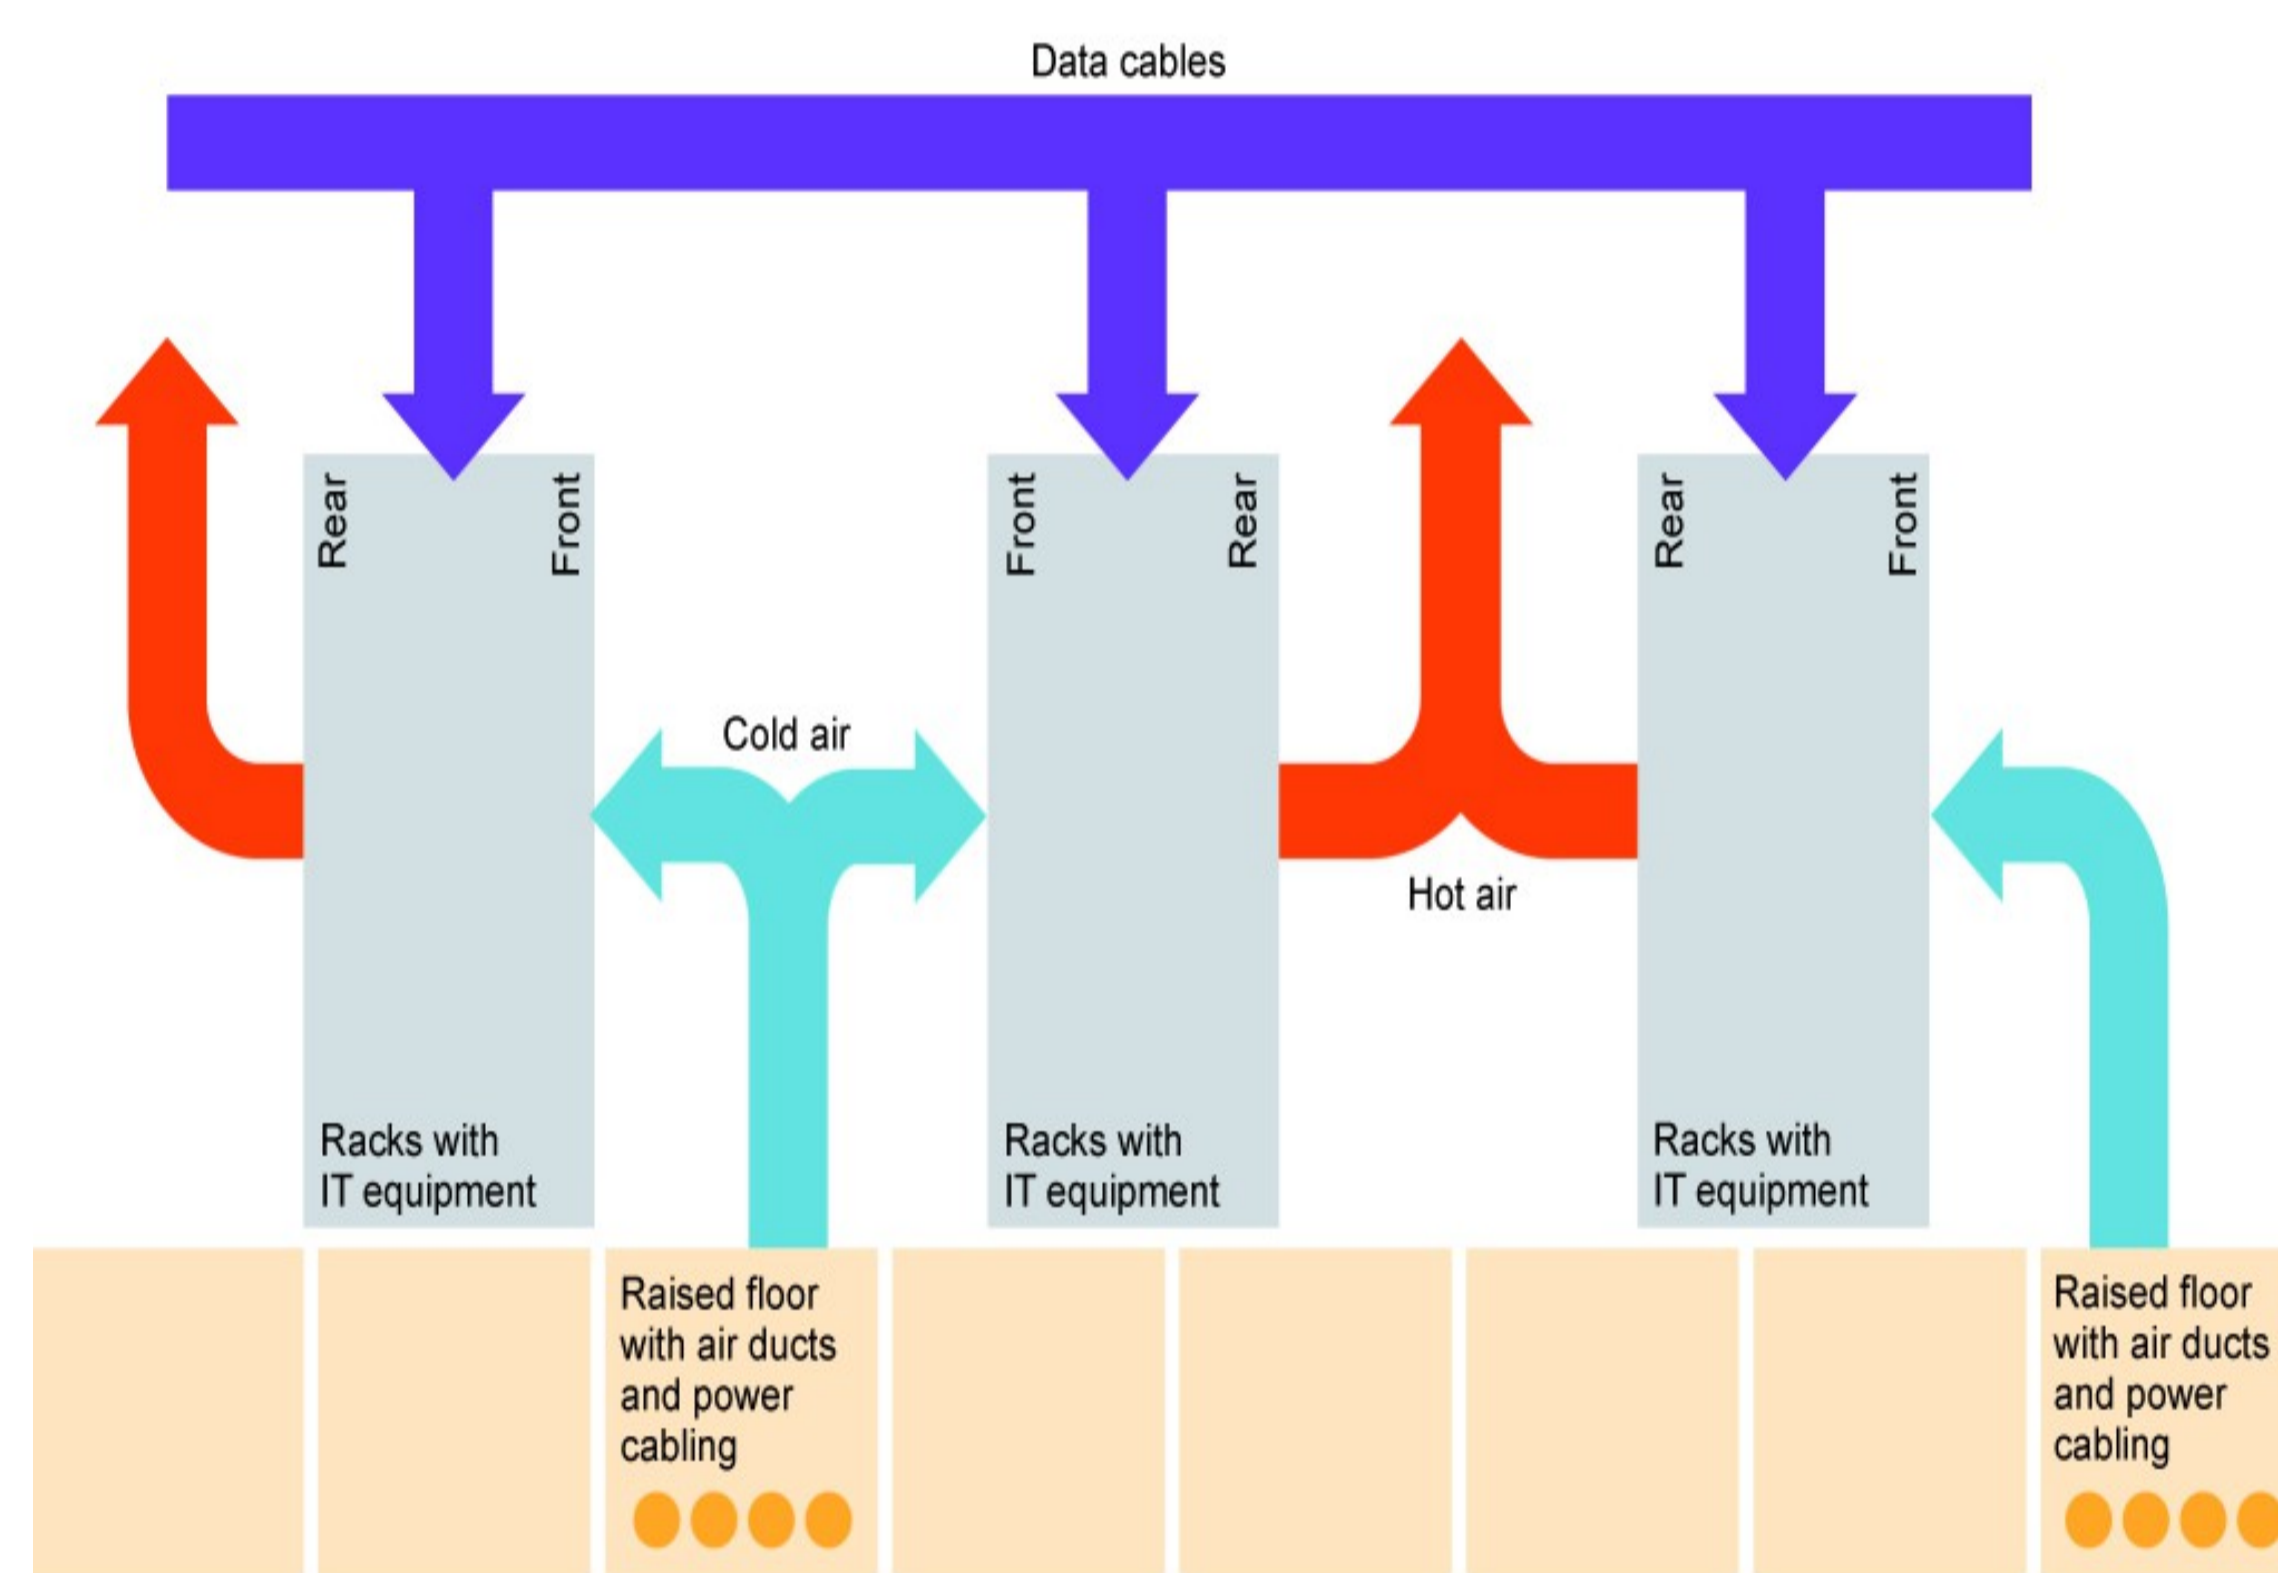 Data cables
Rear
Front
Front
Rear
Rear
Front
Cold air
Hot air
Racks with
IT equipment
Racks with
IT equipment
Racks with
IT equipment
Raised floor
with air ducts
and power
cabling
Raised floor
with air ducts
and power
cabling